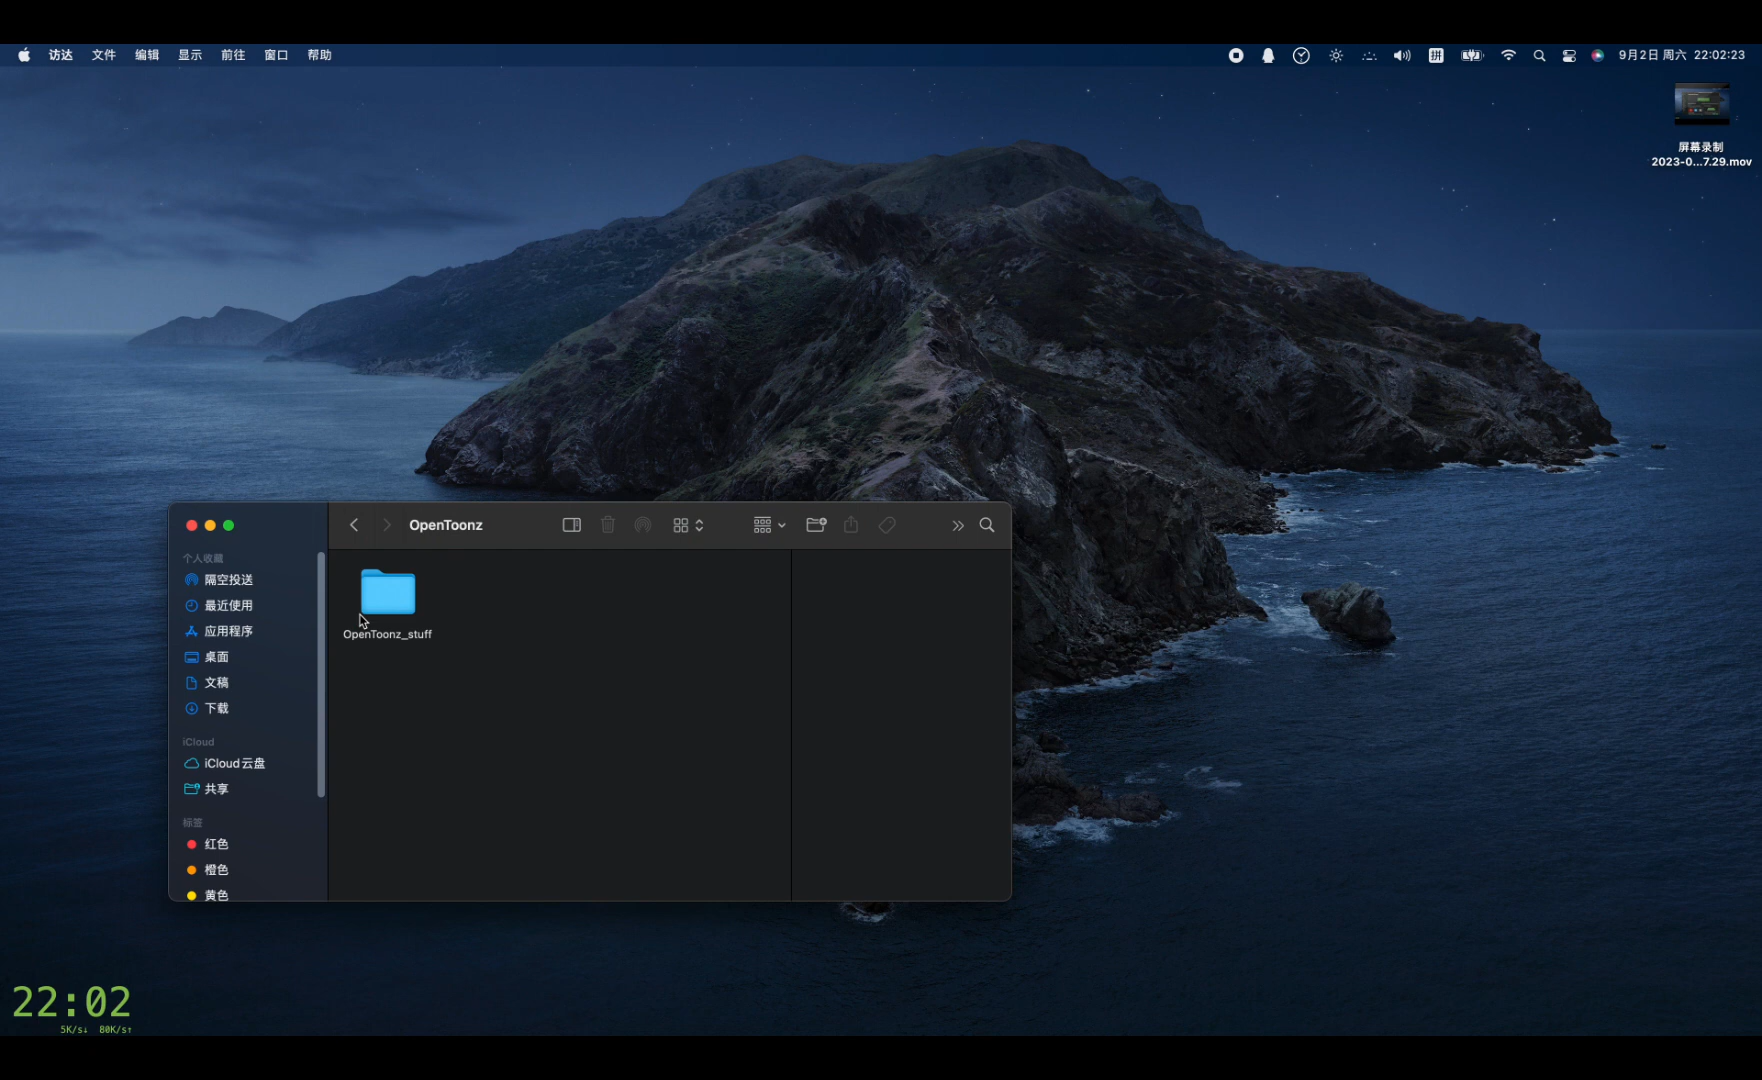 访达 文件 编辑 显示 前往 窗口 帮助 拼 9月2日 周六 22:02:23
屏幕录制
2023-0...7.29.mov
OpenToonz
个人收藏
隔空投送
最近使用
应用程序
桌面
文稿
下载
iCloud
iCloud云盘
共享
标签
红色
橙色
黄色
OpenToonz_stuff
22:02
5K/s↓ 80K/s↑